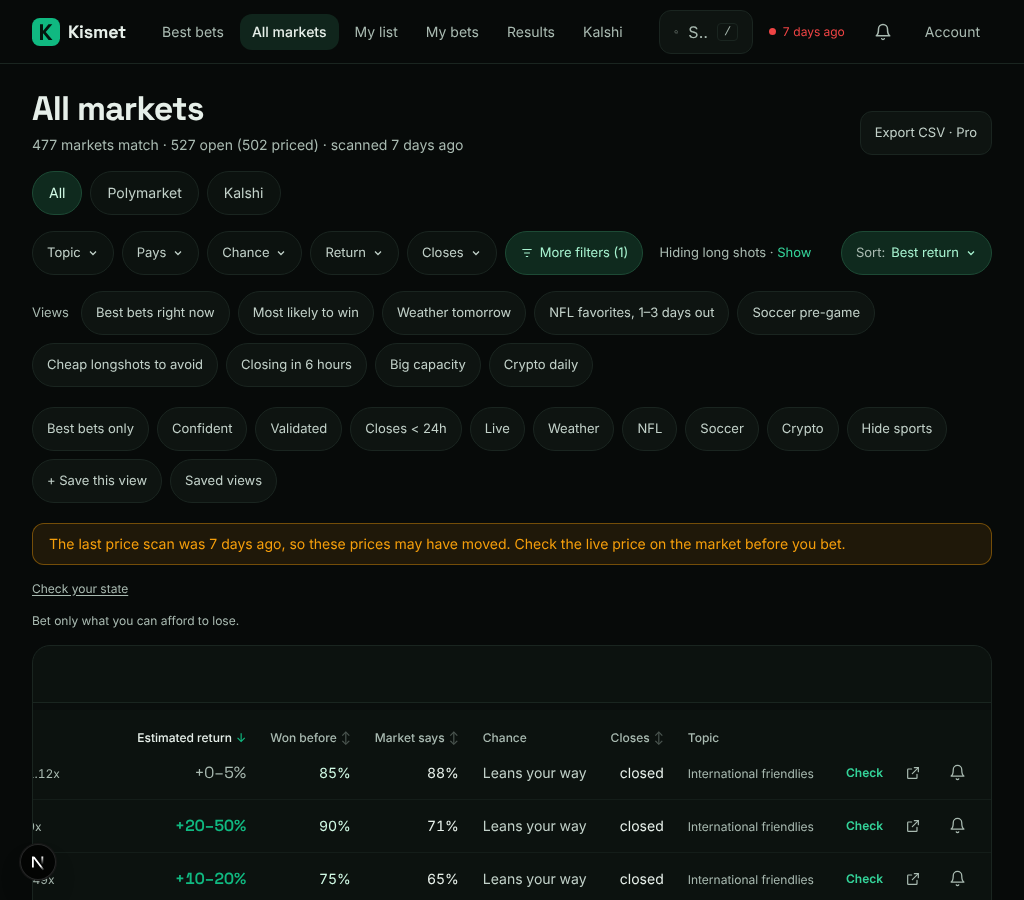 Kismet Best bets All markets My list My bets Results Kalshi S.. / 7 days ago Account
All markets
477 markets match · 527 open (502 priced) · scanned 7 days ago
Export CSV · Pro
All Polymarket Kalshi
Topic Pays Chance Return Closes More filters (1) Hiding long shots · Show Sort: Best return
Views Best bets right now Most likely to win Weather tomorrow NFL favorites, 1–3 days out Soccer pre-game
Cheap longshots to avoid Closing in 6 hours Big capacity Crypto daily
Best bets only Confident Validated Closes < 24h Live Weather NFL Soccer Crypto Hide sports
+ Save this view Saved views
The last price scan was 7 days ago, so these prices may have moved. Check the live price on the market before you bet.
Check your state
Bet only what you can afford to lose.
Estimated return Won before Market says Chance Closes Topic
.12x +0–5% 85% 88% Leans your way closed International friendlies Check
+20–50% 90% 71% Leans your way closed International friendlies Check
+10–20% 75% 65% Leans your way closed International friendlies Check